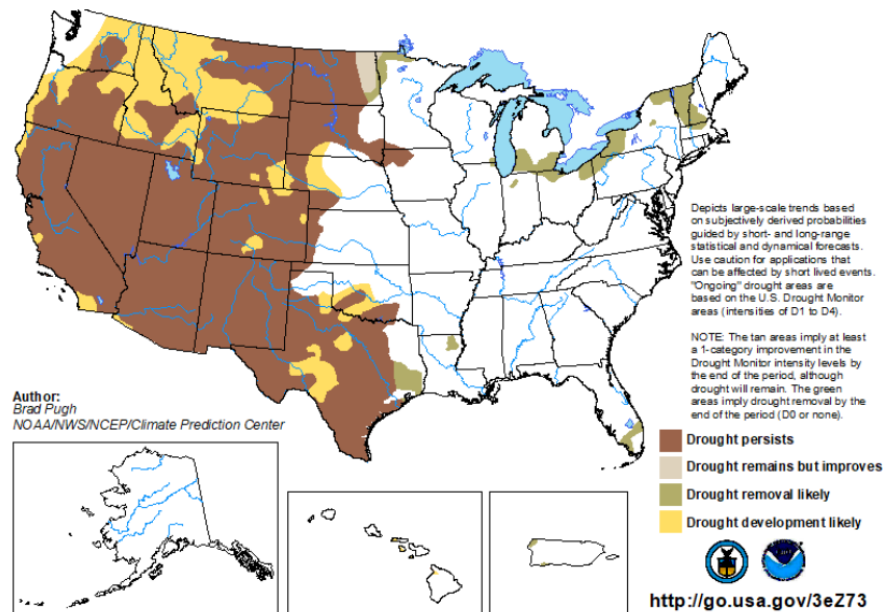 Depicts large-scale trends based
on subjectively derived probabilities
guided by short- and long-range
statistical and dynamical forecasts.
Use caution for applications that
can be affected by short lived events.
"Ongoing" drought areas are
based on the U.S. Drought Monitor
areas (intensities of D1 to D4).
NOTE: The tan areas imply at least
a 1-category improvement in the
Drought Monitor intensity levels by
the end of the period, although
drought will remain. The green
areas imply drought removal by the
end of the period (D0 or none).
Author:
Brad Pugh
NOAA/NWS/NCEP/Climate Prediction Center
Drought persists
Drought remains but improves
Drought removal likely
Drought development likely
http://go.usa.gov/3eZ73